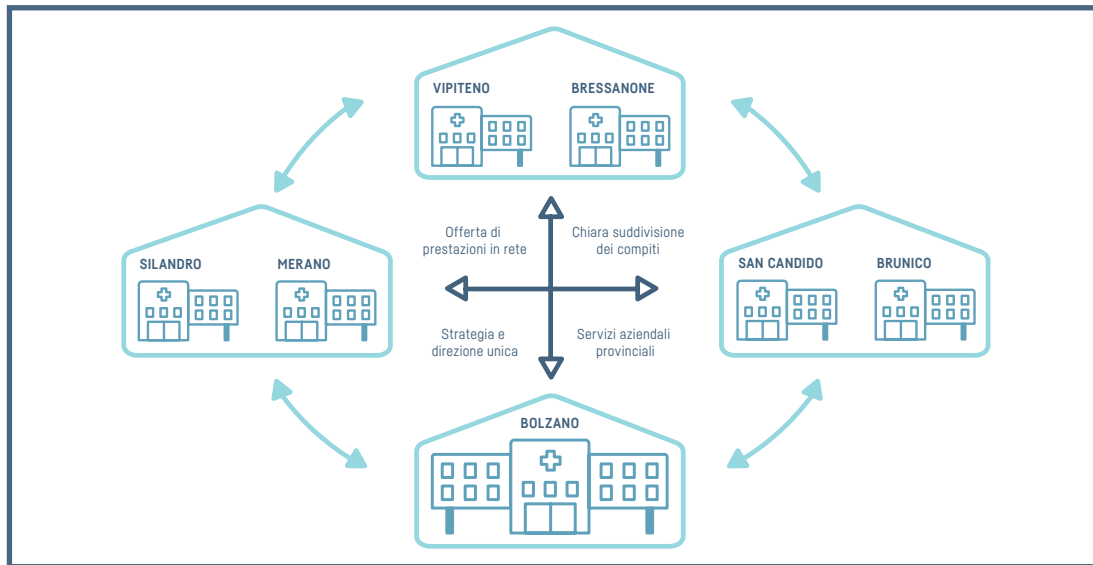 VIPITENO
BRESSANONE
Offerta di
prestazioni in rete
Chiara suddivisione
dei compiti
SILANDRO
MERANO
SAN CANDIDO
BRUNICO
Strategia e
direzione unica
Servizi aziendali
provinciali
BOLZANO